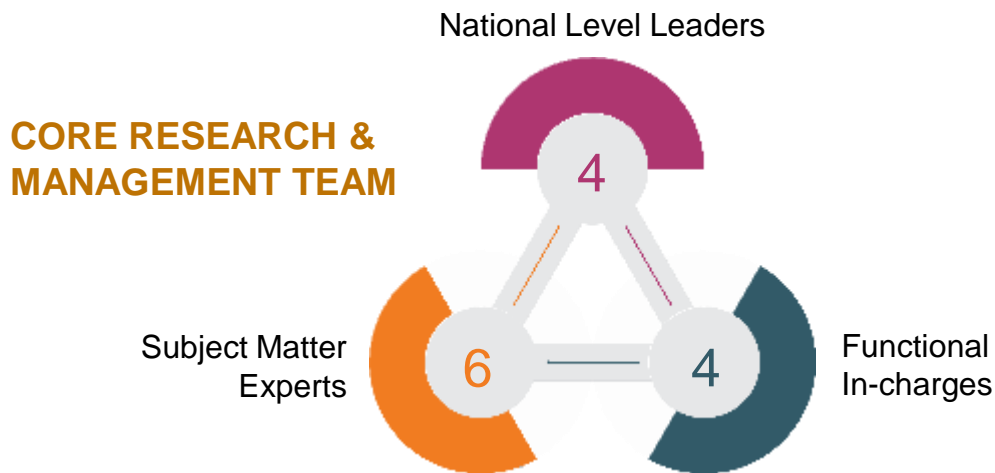 National Level Leaders
CORE RESEARCH &
MANAGEMENT TEAM
4
Subject Matter
Experts
6
4
Functional
In-charges